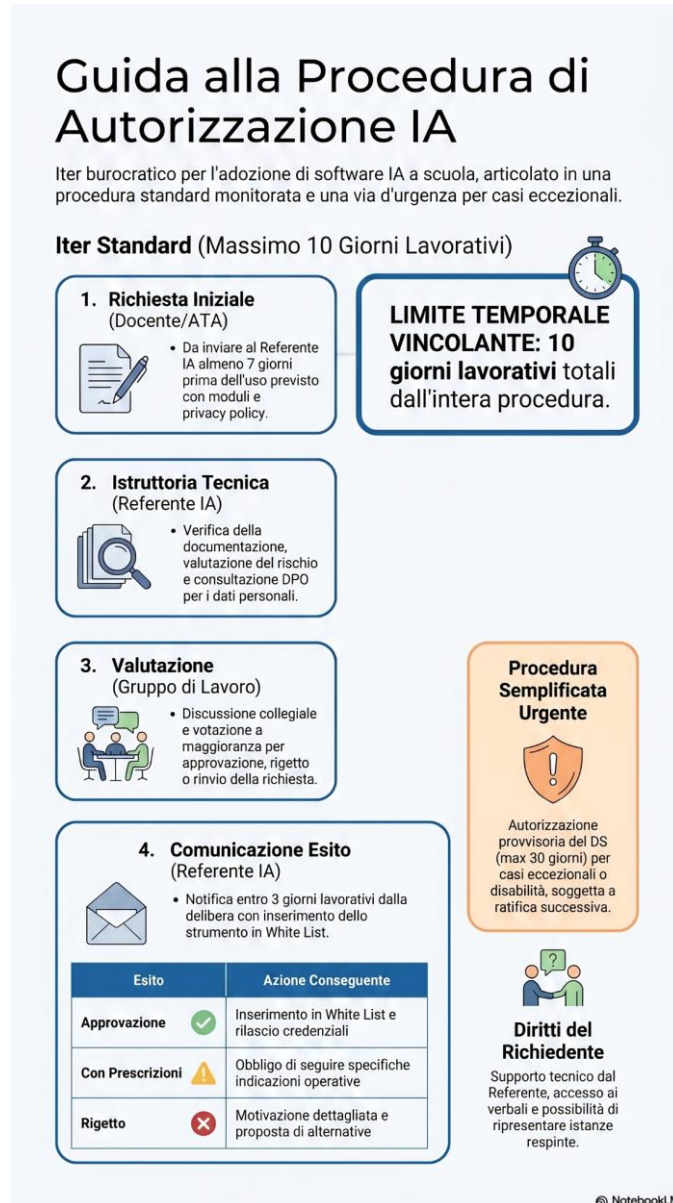 Guida alla Procedura di
Autorizzazione IA
Iter burocratico per l'adozione di software IA a scuola, articolato in una
procedura standard monitorata e una via d'urgenza per casi eccezionali.
Iter Standard (Massimo 10 Giorni Lavorativi)
1. Richiesta Iniziale
(Docente/ATA)
• Da inviare al Referente
IA almeno 7 giorni
prima dell'uso previsto
con moduli e
privacy policy.
LIMITE TEMPORALE
VINCOLANTE: 10
giorni lavorativi totali
dall'intera procedura.
2. Istruttoria Tecnica
(Referente IA)
• Verifica della
documentazione,
valutazione del rischio
e consultazione DPO
per i dati personali.
3. Valutazione
(Gruppo di Lavoro)
• Discussione collegiale
e votazione a
maggioranza per
approvazione, rigetto
o rinvio della richiesta.
Procedura
Semplificata
Urgente
Autorizzazione
provvisoria del DS
(max 30 giorni) per
casi eccezionali o
disabilità, soggetta a
ratifica successiva.
4. Comunicazione Esito
(Referente IA)
• Notifica entro 3 giorni lavorativi dalla
delibera con inserimento dello
strumento in White List.
Esito Azione Conseguente
Approvazione Inserimento in White List e
rilascio credenziali
Con Prescrizioni Obbligo di seguire specifiche
indicazioni operative
Rigetto Motivazione dettagliata e
proposta di alternative
Diritti del
Richiedente
Supporto tecnico dal
Referente, accesso ai
verbali e possibilità di
ripresentare istanze
respinte.
NotebookLM